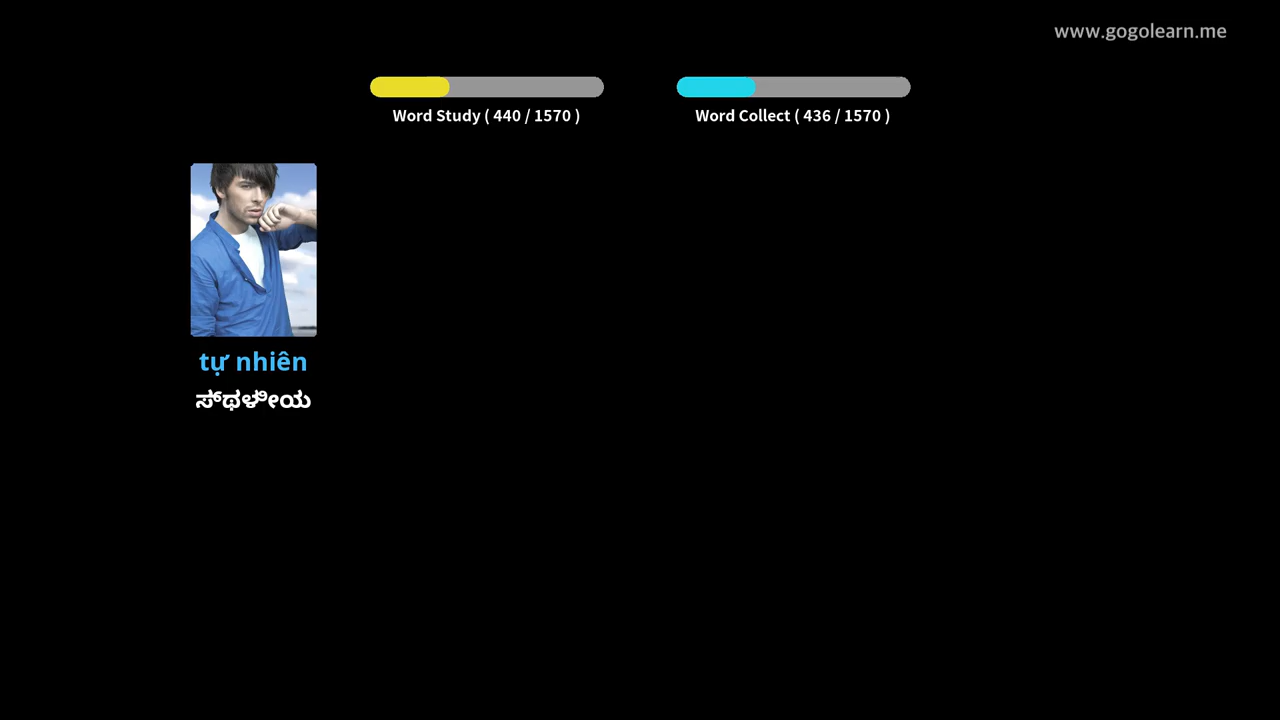 www.gogolearn.me
Word Study ( 440 / 1570 )
Word Collect ( 436 / 1570 )
tự nhiên
ಸ್ಥಳೀಯ